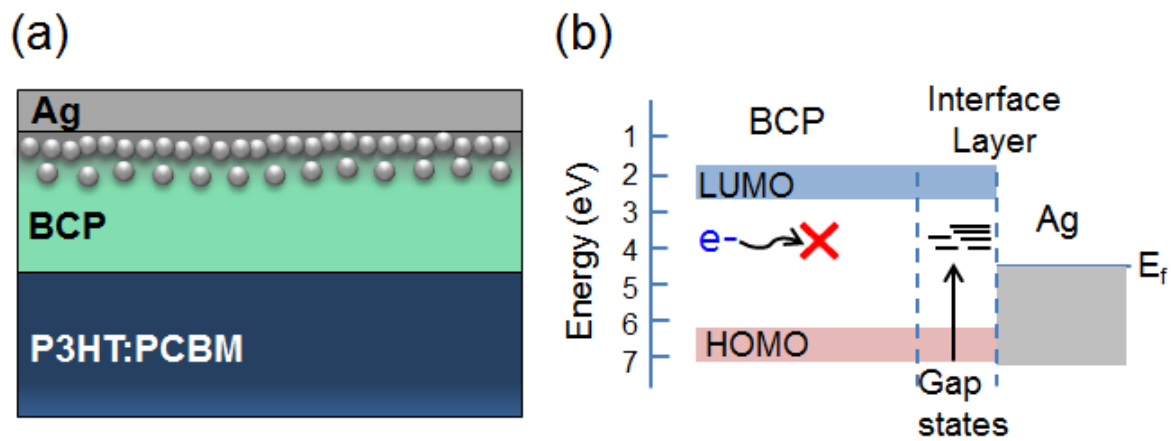 (a)
Ag
BCP
P3HT:PCBM
(b)
Energy (eV)
1
2
3
4
5
6
7
BCP
Interface
Layer
LUMO
e-
Ag
Ef
HOMO
Gap
states